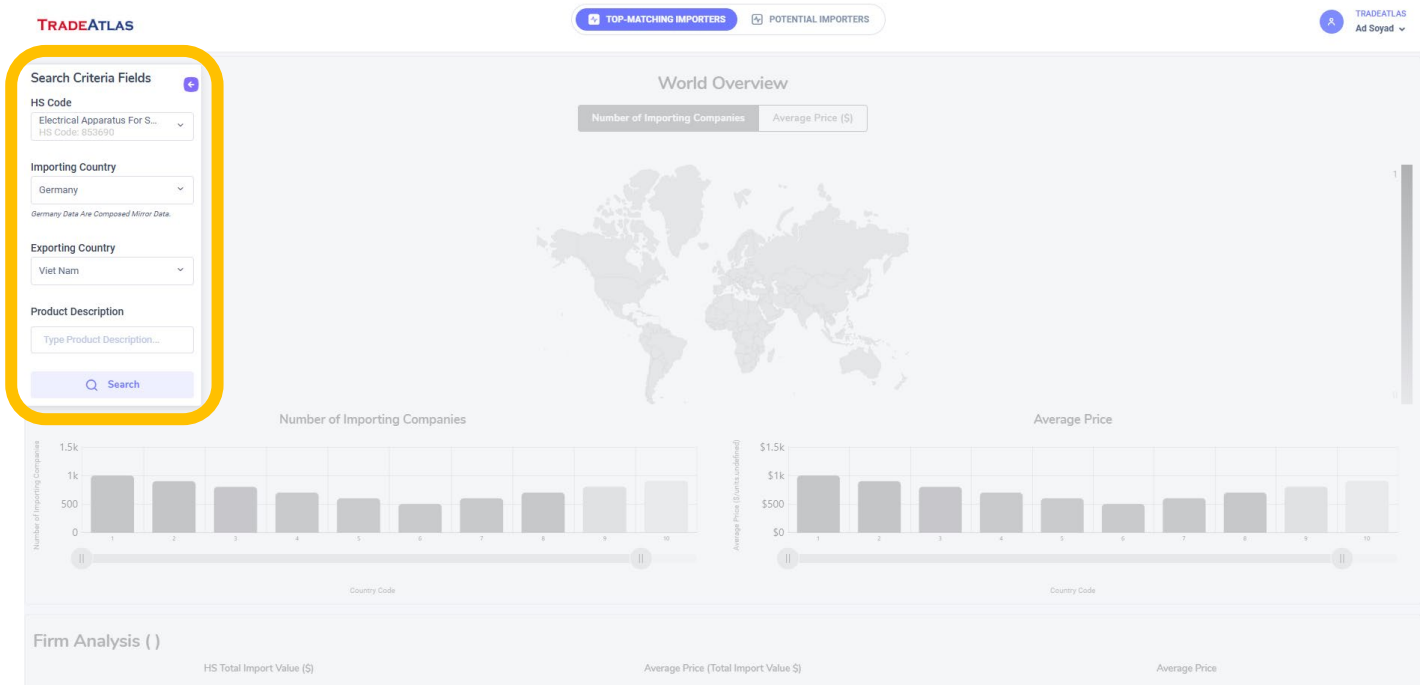 TRADEATLAS
TOP-MATCHING IMPORTERS
POTENTIAL IMPORTERS
TRADEATLAS
Ad Soyad
Search Criteria Fields
HS Code
Electrical Apparatus For S...
HS Code: 853690
Importing Country
Germany
Germany Data Are Composed Mirror Data.
Exporting Country
Viet Nam
Product Description
Type Product Description...
Search
World Overview
Number of Importing Companies
Average Price ($)
1
0
Number of Importing Companies
Number of Importing Companies
1.5k
1k
500
0
1 2 3 4 5 6 7 8 9 10
Country Code
Average Price
Average Price ($/units undefined)
$1.5k
$1k
$500
$0
1 2 3 4 5 6 7 8 9 10
Country Code
Firm Analysis ( )
HS Total Import Value ($)
Average Price (Total Import Value $)
Average Price